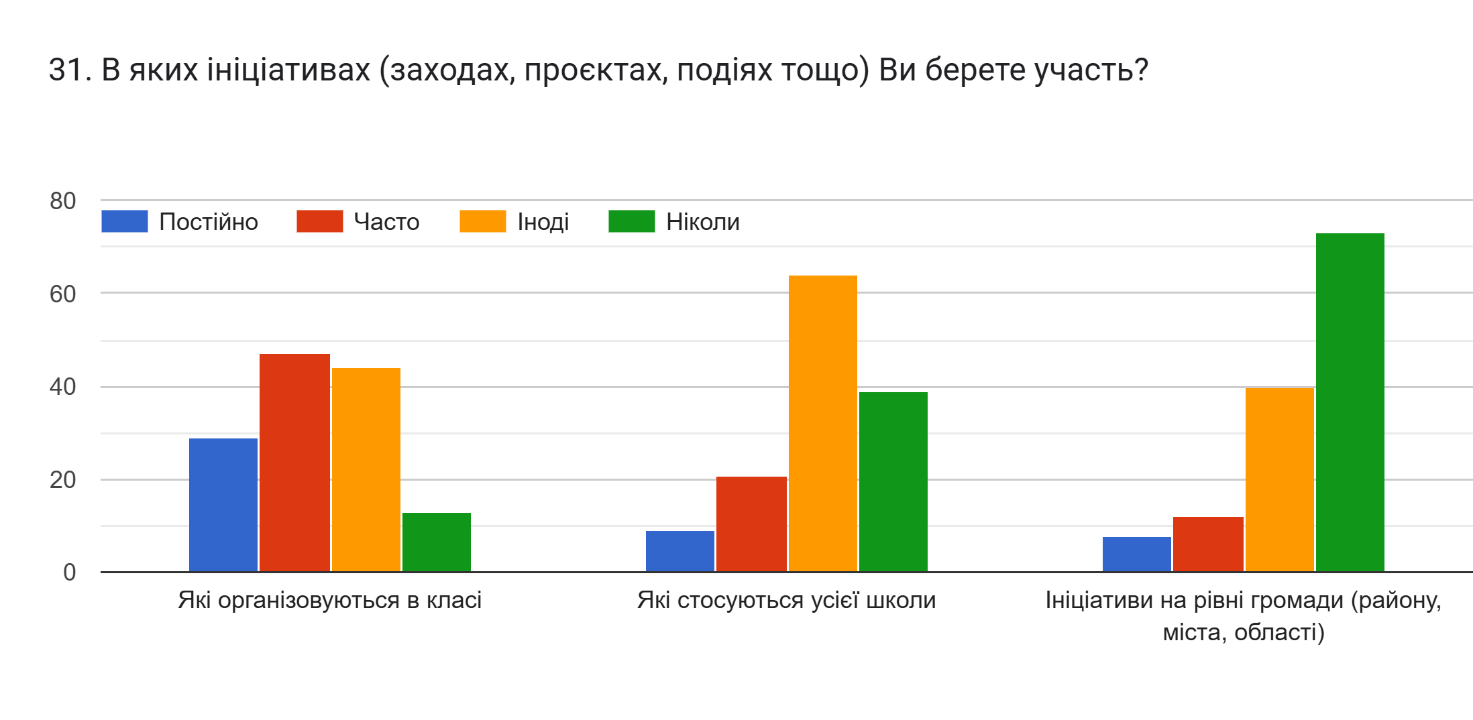 31. В яких ініціативах (заходах, проєктах, подіях тощо) Ви берете участь?
80
Постійно Часто Іноді Ніколи
60
40
20
0
Які організовуються в класі Які стосуються усієї школи Ініціативи на рівні громади (району,
міста, області)